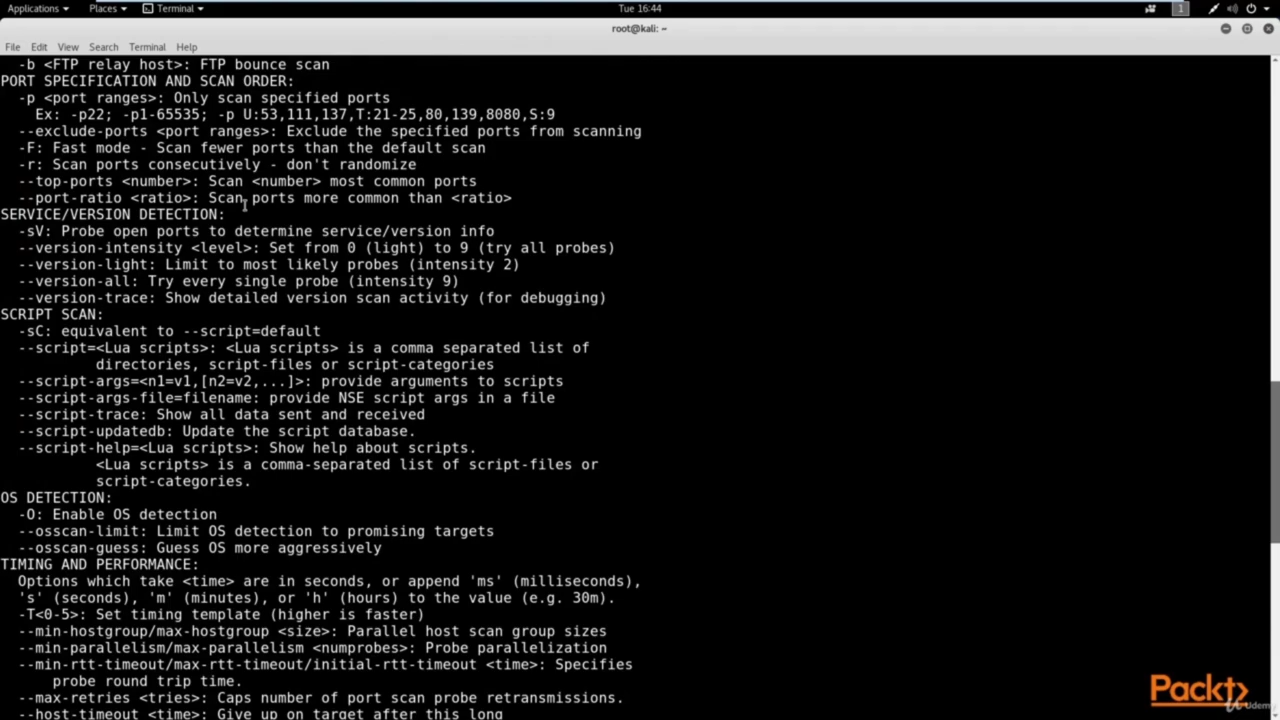 Applications Places Terminal Tue 16:44 1
root@kali: ~
File Edit View Search Terminal Help
-b <FTP relay host>: FTP bounce scan
PORT SPECIFICATION AND SCAN ORDER:
-p <port ranges>: Only scan specified ports
Ex: -p22; -p1-65535; -p U:53,111,137,T:21-25,80,139,8080,S:9
--exclude-ports <port ranges>: Exclude the specified ports from scanning
-F: Fast mode - Scan fewer ports than the default scan
-r: Scan ports consecutively - don't randomize
--top-ports <number>: Scan <number> most common ports
--port-ratio <ratio>: Scan ports more common than <ratio>
SERVICE/VERSION DETECTION:
-sV: Probe open ports to determine service/version info
--version-intensity <level>: Set from 0 (light) to 9 (try all probes)
--version-light: Limit to most likely probes (intensity 2)
--version-all: Try every single probe (intensity 9)
--version-trace: Show detailed version scan activity (for debugging)
SCRIPT SCAN:
-sC: equivalent to --script=default
--script=<Lua scripts>: <Lua scripts> is a comma separated list of
directories, script-files or script-categories
--script-args=<n1=v1,[n2=v2,...]>: provide arguments to scripts
--script-args-file=filename: provide NSE script args in a file
--script-trace: Show all data sent and received
--script-updatedb: Update the script database.
--script-help=<Lua scripts>: Show help about scripts.
<Lua scripts> is a comma-separated list of script-files or
script-categories.
OS DETECTION:
-O: Enable OS detection
--osscan-limit: Limit OS detection to promising targets
--osscan-guess: Guess OS more aggressively
TIMING AND PERFORMANCE:
Options which take <time> are in seconds, or append 'ms' (milliseconds),
's' (seconds), 'm' (minutes), or 'h' (hours) to the value (e.g. 30m).
-T<0-5>: Set timing template (higher is faster)
--min-hostgroup/max-hostgroup <size>: Parallel host scan group sizes
--min-parallelism/max-parallelism <numprobes>: Probe parallelization
--min-rtt-timeout/max-rtt-timeout/initial-rtt-timeout <time>: Specifies
probe round trip time.
--max-retries <tries>: Caps number of port scan probe retransmissions.
--host-timeout <time>: Give up on target after this long
Packt
Udemy